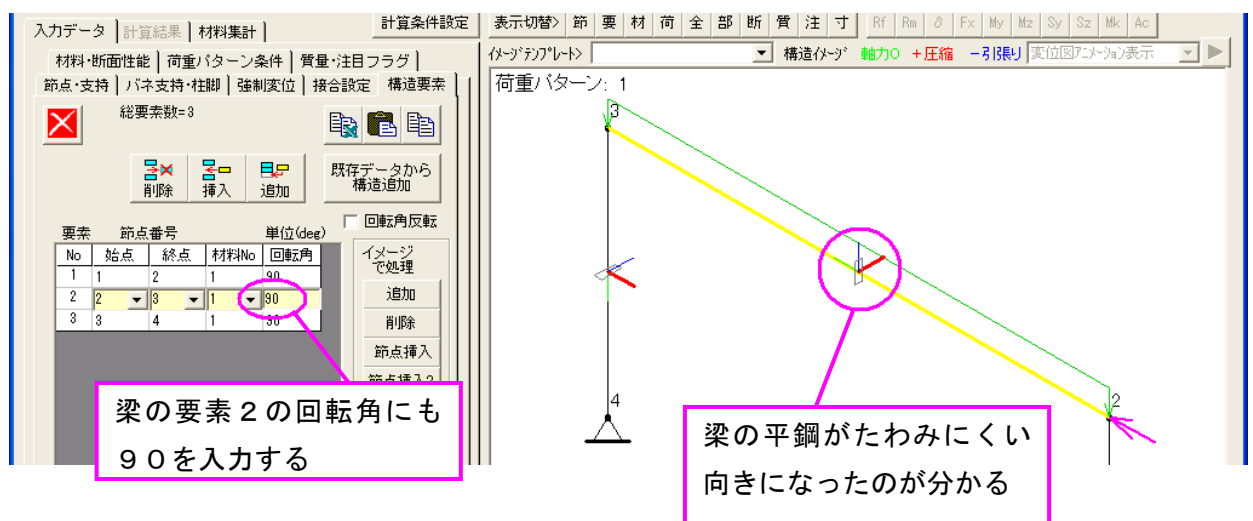 入力データ 計算結果 材料集計 計算条件設定
材料・断面性能 荷重パターン条件 質量・注目フラグ
節点・支持 バネ支持・柱脚 強制変位 接合設定 構造要素
総要素数=3
削除 挿入 追加
既存データから
構造追加
回転角反転
要素 節点番号 単位(deg)
No 始点 終点 材料No 回転角
1 1 2 1 90
2 2 3 1 90
3 3 4 1 90
イメージ
で処理
追加
削除
節点挿入
節点挿入2
表示切替> 節 要 材 荷 全 部 断 質 注 寸 Rf Rm δ Fx My Mz Sy Sz Mk Ac
イメージテンプレート> 構造イメージ 軸力O +圧縮 -引張り 変位図アニメーション表示
荷重パターン: 1
3
2
4
梁の要素2の回転角にも
90を入力する
梁の平鋼がたわみにくい
向きになったのが分かる